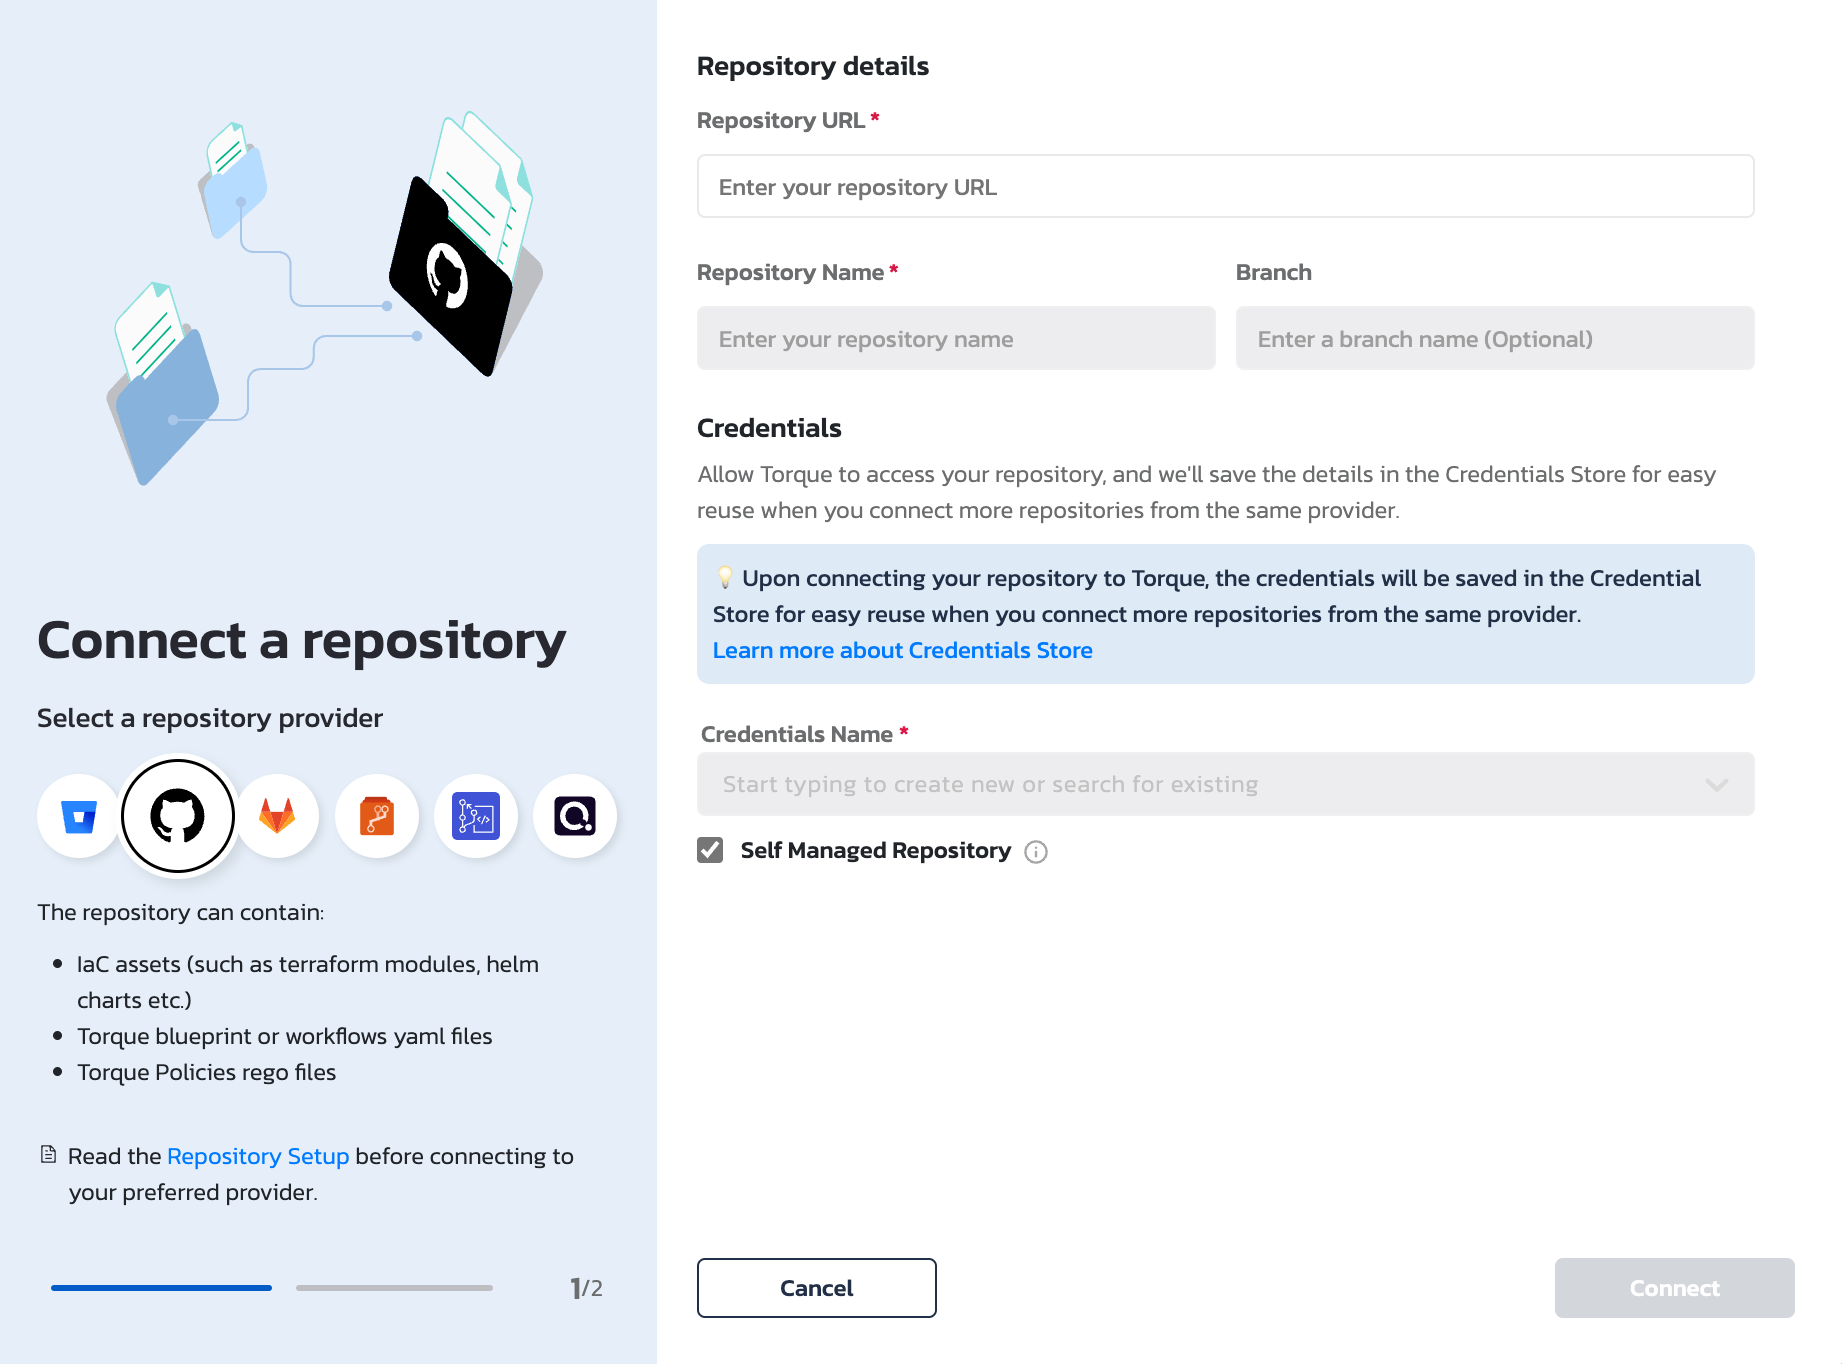 Connect a repository
Select a repository provider
The repository can contain:
IaC assets (such as terraform modules, helm
charts etc.)
Torque blueprint or workflows yaml files
Torque Policies rego files
Read the Repository Setup before connecting to
your preferred provider.
1/2
Repository details
Repository URL *
Enter your repository URL
Repository Name *
Branch
Enter your repository name
Enter a branch name (Optional)
Credentials
Allow Torque to access your repository, and we'll save the details in the Credentials Store for easy
reuse when you connect more repositories from the same provider.
💡 Upon connecting your repository to Torque, the credentials will be saved in the Credential
Store for easy reuse when you connect more repositories from the same provider.
Learn more about Credentials Store
Credentials Name *
Start typing to create new or search for existing
Self Managed Repository
Cancel
Connect